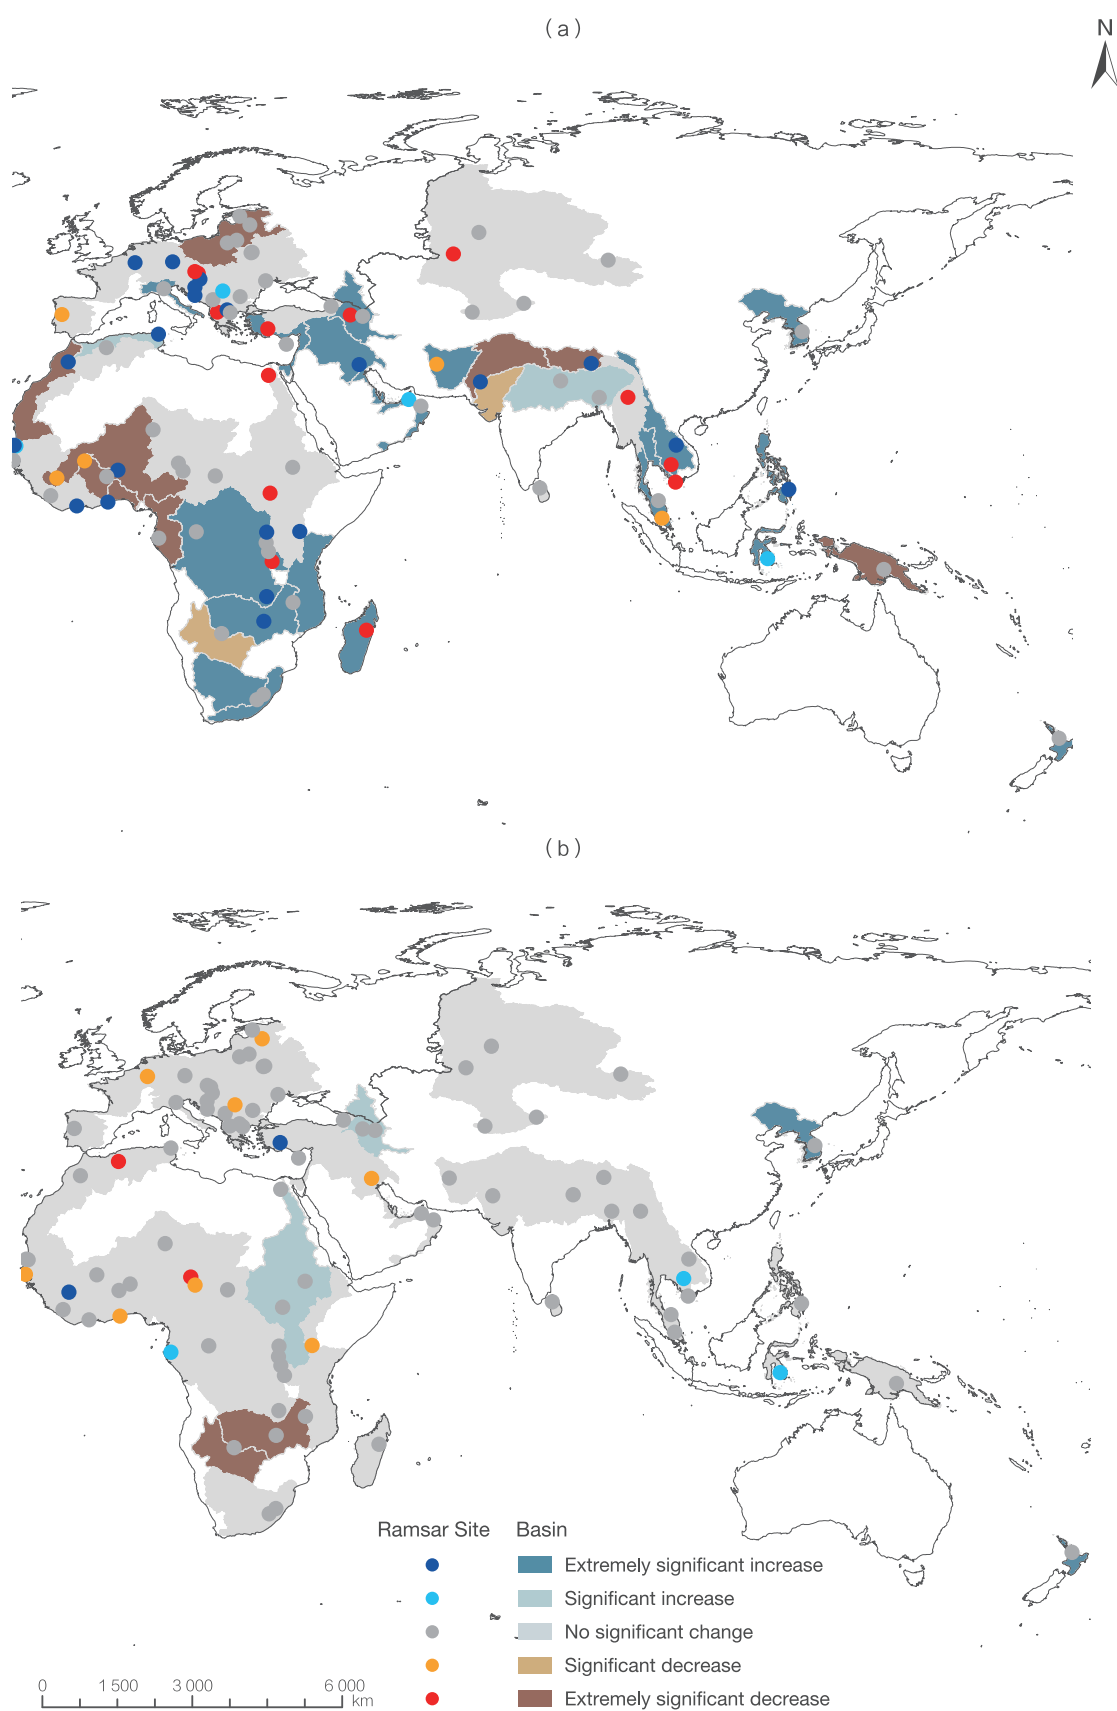 (a)
N
(b)
Ramsar Site Basin
Extremely significant increase
Significant increase
No significant change
Significant decrease
Extremely significant decrease
0 1 500 3 000 6 000
km